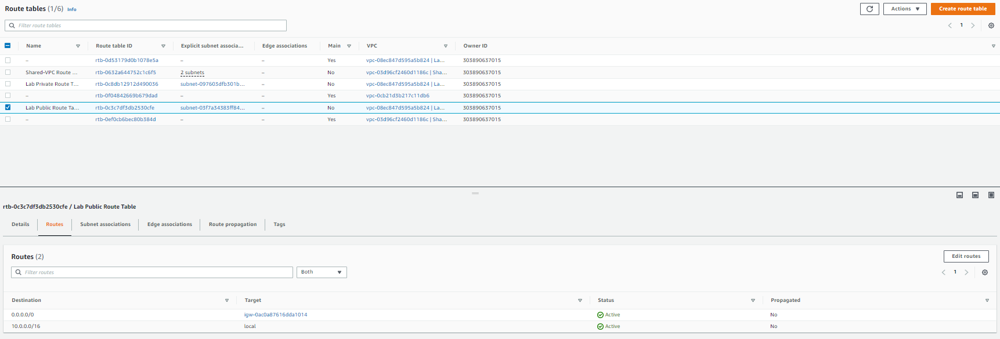 Route tables (1/6) Info
Actions
Create route table
Filter route tables
1
Name Route table ID Explicit subnet associa... Edge associations Main VPC Owner ID
– rtb-0d53179d0b1078e5a – – Yes vpc-08ec847d595a5b824 | La... 303890637015
Shared-VPC Route ... rtb-0632a644752c1c6f5 2 subnets – No vpc-03d96cf2460d1186c | Sha... 303890637015
Lab Private Route T... rtb-0c8db12912d490036 subnet-097603dfb301b... – No vpc-08ec847d595a5b824 | La... 303890637015
– rtb-0f04842669b679dad – – Yes vpc-0cb21d3b217c11db6 303890637015
Lab Public Route Ta... rtb-0c3c7df3db2530cfe subnet-03f7a34383ff84... – No vpc-08ec847d595a5b824 | La... 303890637015
– rtb-0ef0cb6bec80b384d – – Yes vpc-03d96cf2460d1186c | Sha... 303890637015
rtb-0c3c7df3db2530cfe / Lab Public Route Table
Details Routes Subnet associations Edge associations Route propagation Tags
Routes (2)
Edit routes
Filter routes Both
1
Destination Target Status Propagated
0.0.0.0/0 igw-0ac0a87616dda1014 Active No
10.0.0.0/16 local Active No